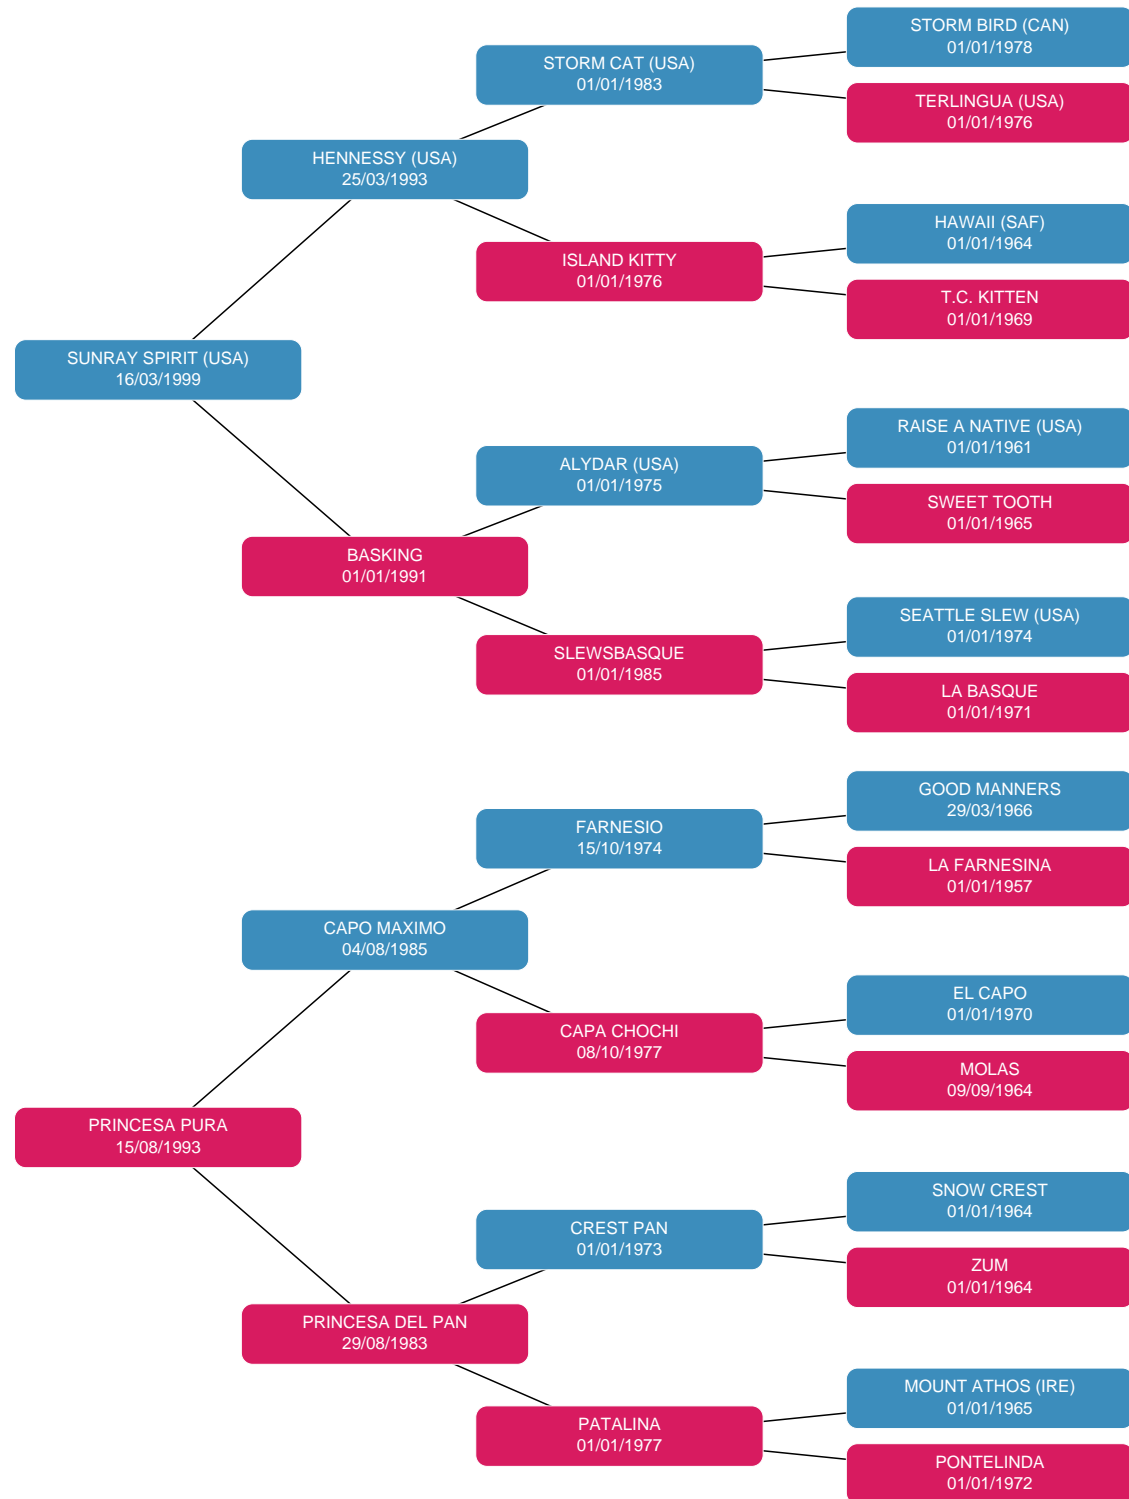 STORM BIRD (CAN)
01/01/1978
STORM CAT (USA)
01/01/1983
TERLINGUA (USA)
01/01/1976
HENNESSY (USA)
25/03/1993
HAWAII (SAF)
01/01/1964
ISLAND KITTY
01/01/1976
T.C. KITTEN
01/01/1969
SUNRAY SPIRIT (USA)
16/03/1999
RAISE A NATIVE (USA)
01/01/1961
ALYDAR (USA)
01/01/1975
SWEET TOOTH
01/01/1965
BASKING
01/01/1991
SEATTLE SLEW (USA)
01/01/1974
SLEWSBASQUE
01/01/1985
LA BASQUE
01/01/1971
GOOD MANNERS
29/03/1966
FARNESIO
15/10/1974
LA FARNESINA
01/01/1957
CAPO MAXIMO
04/08/1985
EL CAPO
01/01/1970
CAPA CHOCHI
08/10/1977
MOLAS
09/09/1964
PRINCESA PURA
15/08/1993
SNOW CREST
01/01/1964
CREST PAN
01/01/1973
ZUM
01/01/1964
PRINCESA DEL PAN
29/08/1983
MOUNT ATHOS (IRE)
01/01/1965
PATALINA
01/01/1977
PONTELINDA
01/01/1972